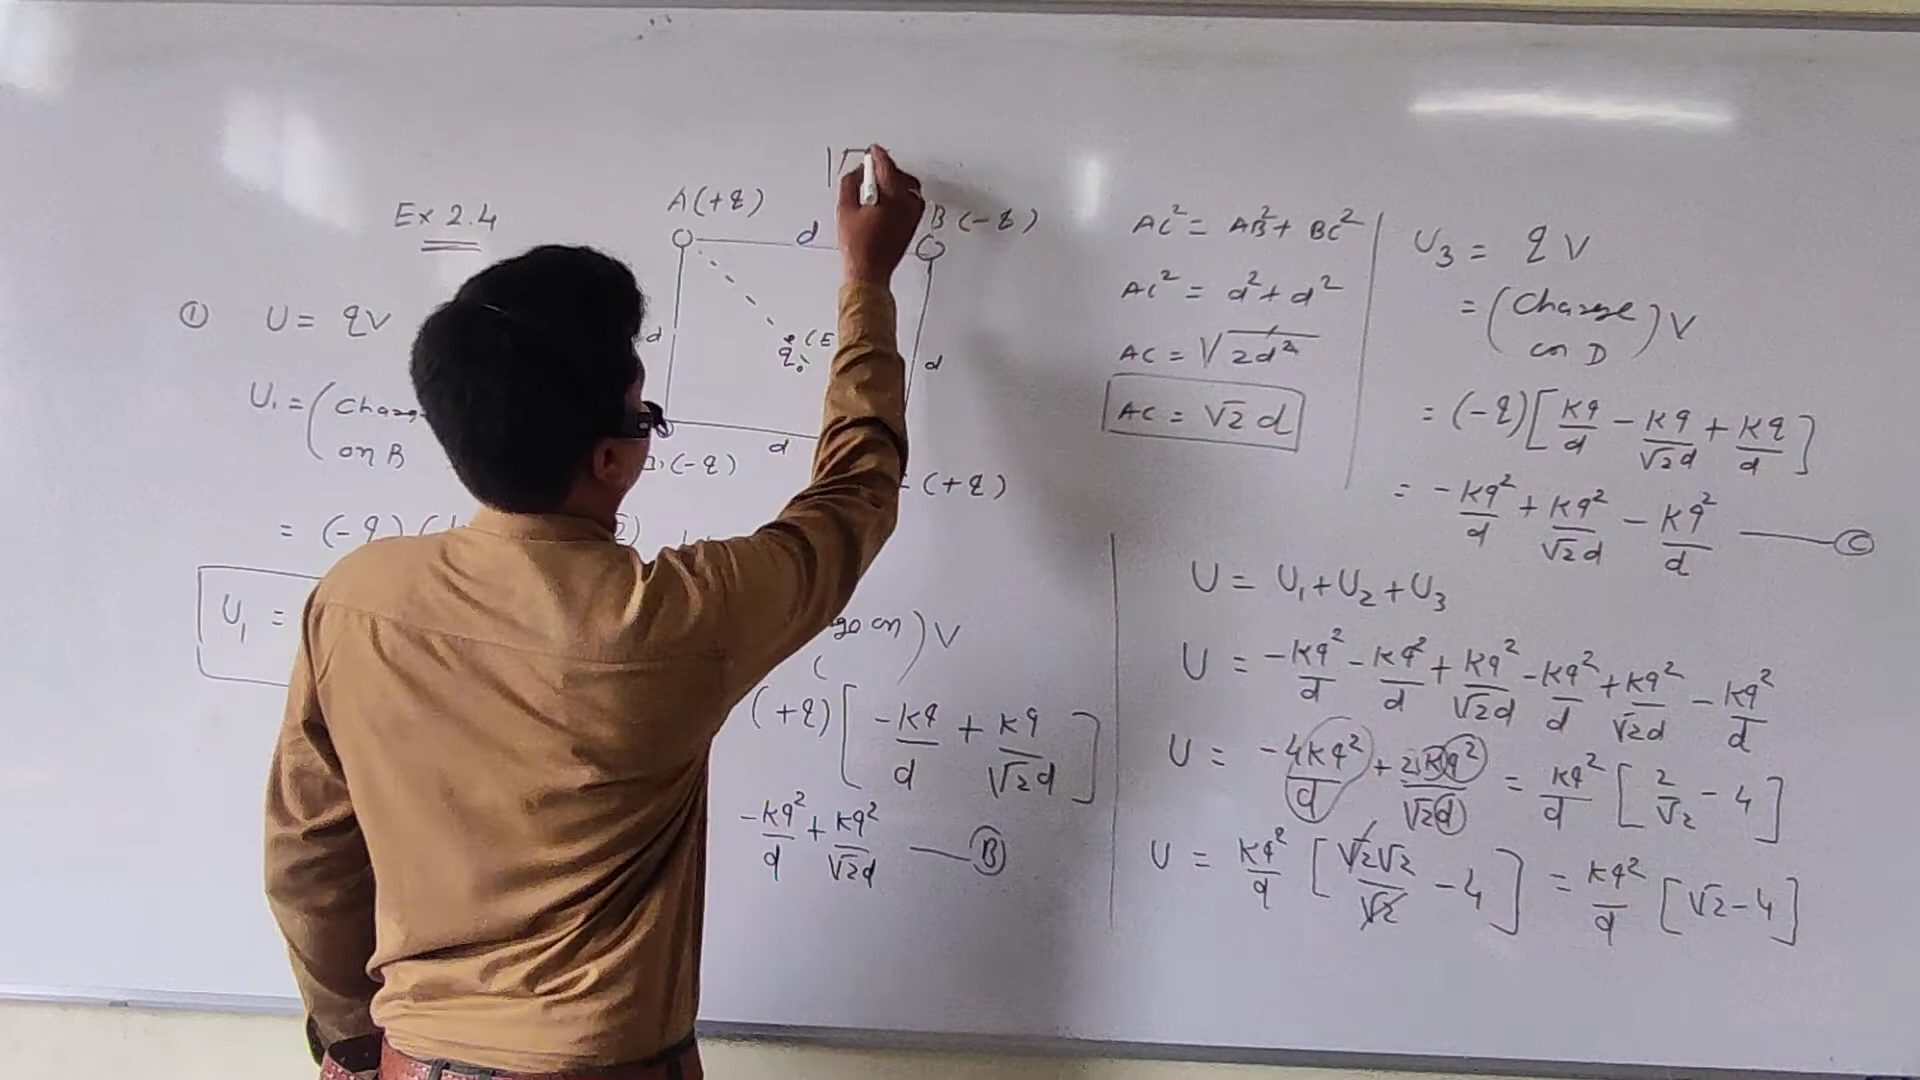 Ex 2.4
A(+q)
d
B(-q)
① U = qV
d
(E
q₀
d
U₁ = (
on B
d
(-q)
(+q)
= (-q) (
U₁ =
) V
(+q) [ -Kq/d + Kq/√2d ]
-Kq²/d + Kq²/√2d — Ⓑ
AC² = AB² + BC²
AC² = d² + d²
AC = √2d²
AC = √2 d
U₃ = qV
= (Charge on D) V
= (-q) [ Kq/d - Kq/√2d + Kq/d ]
= -Kq²/d + Kq²/√2d - Kq²/d — Ⓒ
U = U₁ + U₂ + U₃
U = -Kq²/d - Kq²/d + Kq²/√2d - Kq²/d + Kq²/√2d - Kq²/d
U = -4Kq²/d + 2Kq²/√2d = Kq²/d [ 2/√2 - 4 ]
U = Kq²/d [ √2√2/√2 - 4 ] = Kq²/d [ √2 - 4 ]